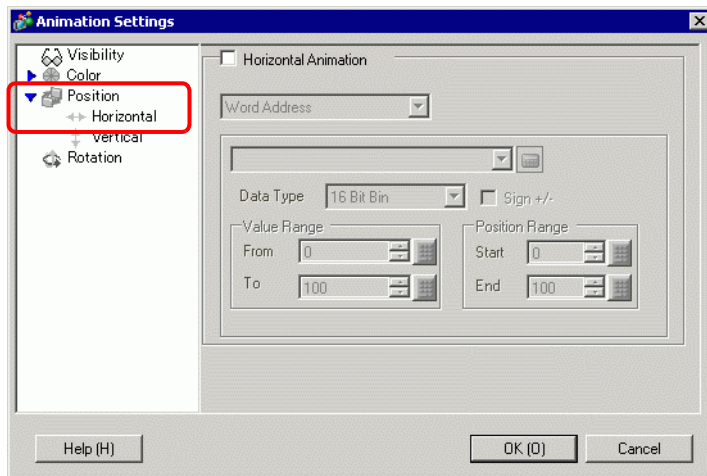 Animation Settings
Visibility
Color
Position
Horizontal
Vertical
Rotation
Horizontal Animation
Word Address
Data Type 16 Bit Bin Sign +/-
Value Range
From 0
To 100
Position Range
Start 0
End 100
Help (H) OK (O) Cancel